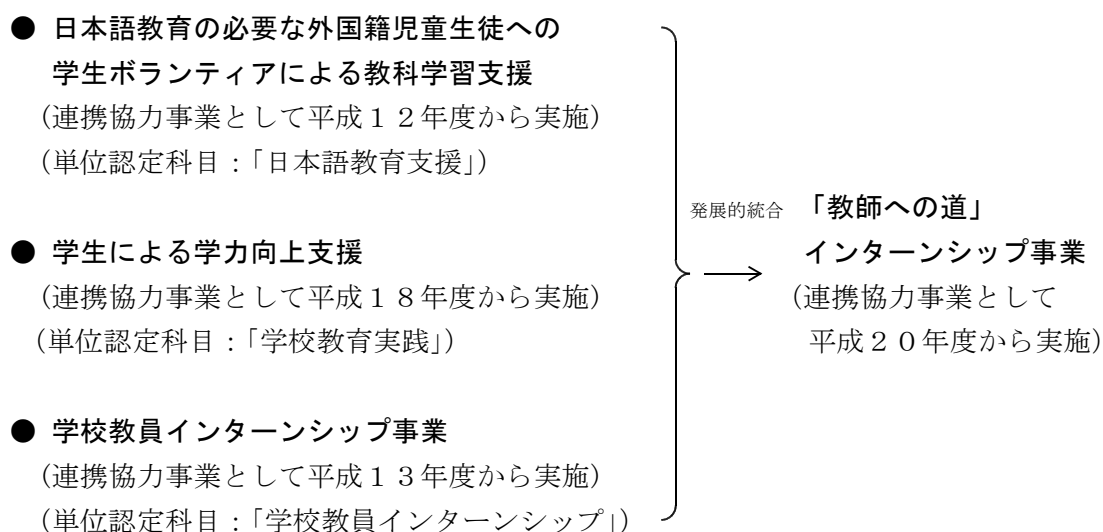 ● 日本語教育の必要な外国籍児童生徒への
学生ボランティアによる教科学習支援
（連携協力事業として平成１２年度から実施）
（単位認定科目：「日本語教育支援」）
● 学生による学力向上支援
（連携協力事業として平成１８年度から実施）
（単位認定科目：「学校教育実践」）
● 学校教員インターンシップ事業
（連携協力事業として平成１３年度から実施）
（単位認定科目：「学校教員インターンシップ」）
発展的統合
「教師への道」
インターンシップ事業
（連携協力事業として
平成２０年度から実施）